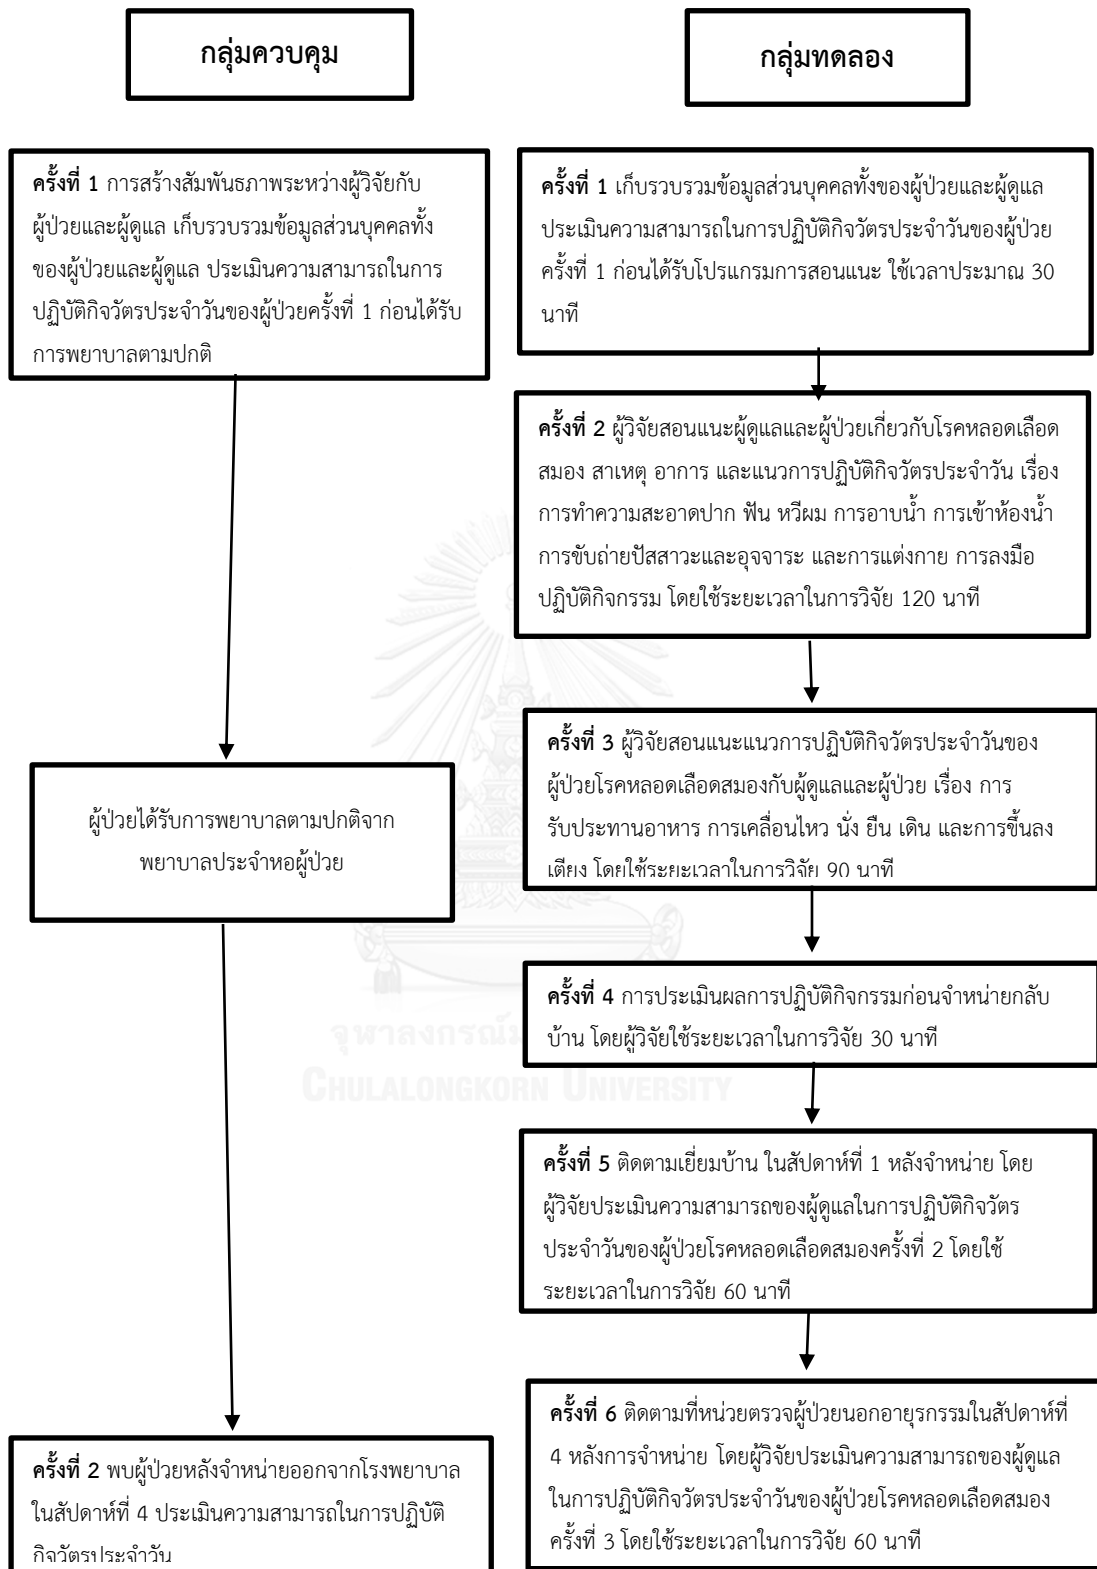 กลุ่มควบคุม
กลุ่มทดลอง
ครั้งที่ 1 การสร้างสัมพันธภาพระหว่างผู้วิจัยกับ
ผู้ป่วยและผู้ดูแล เก็บรวบรวมข้อมูลส่วนบุคคลทั้ง
ของผู้ป่วยและผู้ดูแล ประเมินความสามารถในการ
ปฏิบัติกิจวัตรประจำวันของผู้ป่วยครั้งที่ 1 ก่อนได้รับ
การพยาบาลตามปกติ
ครั้งที่ 1 เก็บรวบรวมข้อมูลส่วนบุคคลทั้งของผู้ป่วยและผู้ดูแล
ประเมินความสามารถในการปฏิบัติกิจวัตรประจำวันของผู้ป่วย
ครั้งที่ 1 ก่อนได้รับโปรแกรมการสอนแนะ ใช้เวลาประมาณ 30
นาที
ครั้งที่ 2 ผู้วิจัยสอนแนะผู้ดูแลและผู้ป่วยเกี่ยวกับโรคหลอดเลือด
สมอง สาเหตุ อาการ และแนวการปฏิบัติกิจวัตรประจำวัน เรื่อง
การทำความสะอาดปาก ฟัน หวีผม การอาบน้ำ การเข้าห้องน้ำ
การขับถ่ายปัสสาวะและอุจจาระ และการแต่งกาย การลงมือ
ปฏิบัติกิจกรรม โดยใช้ระยะเวลาในการวิจัย 120 นาที
ครั้งที่ 3 ผู้วิจัยสอนแนะแนวการปฏิบัติกิจวัตรประจำวันของ
ผู้ป่วยโรคหลอดเลือดสมองกับผู้ดูแลและผู้ป่วย เรื่อง การ
รับประทานอาหาร การเคลื่อนไหว นั่ง ยืน เดิน และการขึ้นลง
เตียง โดยใช้ระยะเวลาในการวิจัย 90 นาที
ผู้ป่วยได้รับการพยาบาลตามปกติจาก
พยาบาลประจำหอผู้ป่วย
ครั้งที่ 4 การประเมินผลการปฏิบัติกิจกรรมก่อนจำหน่ายกลับ
บ้าน โดยผู้วิจัยใช้ระยะเวลาในการวิจัย 30 นาที
CHULALONGKORN UNIVERSITY
ครั้งที่ 5 ติดตามเยี่ยมบ้าน ในสัปดาห์ที่ 1 หลังจำหน่าย โดย
ผู้วิจัยประเมินความสามารถของผู้ดูแลในการปฏิบัติกิจวัตร
ประจำวันของผู้ป่วยโรคหลอดเลือดสมองครั้งที่ 2 โดยใช้
ระยะเวลาในการวิจัย 60 นาที
ครั้งที่ 6 ติดตามที่หน่วยตรวจผู้ป่วยนอกอายุรกรรมในสัปดาห์ที่
4 หลังการจำหน่าย โดยผู้วิจัยประเมินความสามารถของผู้ดูแล
ในการปฏิบัติกิจวัตรประจำวันของผู้ป่วยโรคหลอดเลือดสมอง
ครั้งที่ 3 โดยใช้ระยะเวลาในการวิจัย 60 นาที
ครั้งที่ 2 พบผู้ป่วยหลังจำหน่ายออกจากโรงพยาบาล
ในสัปดาห์ที่ 4 ประเมินความสามารถในการปฏิบัติ
กิจวัตรประจำวัน